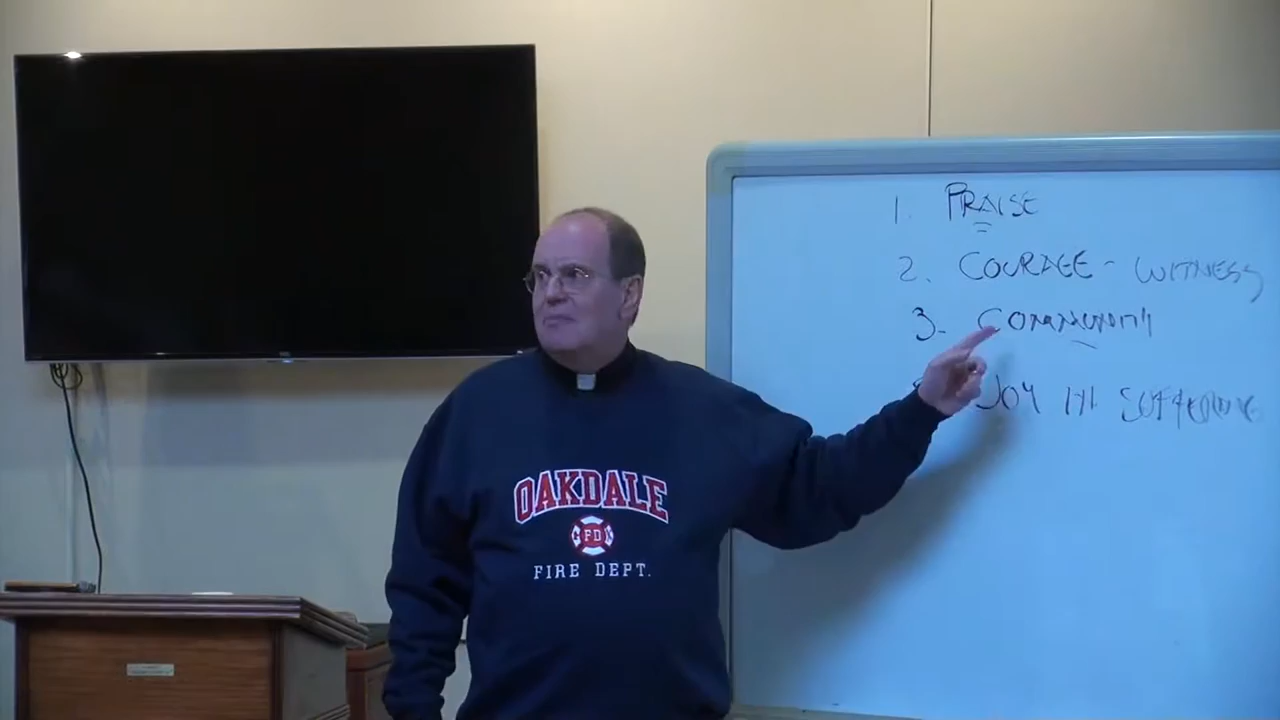 1. PRAISE
2. COURAGE - WITNESS
3. COMMUNITY
JOY IN SUFFERING
OAKDALE
FD
FIRE DEPT.